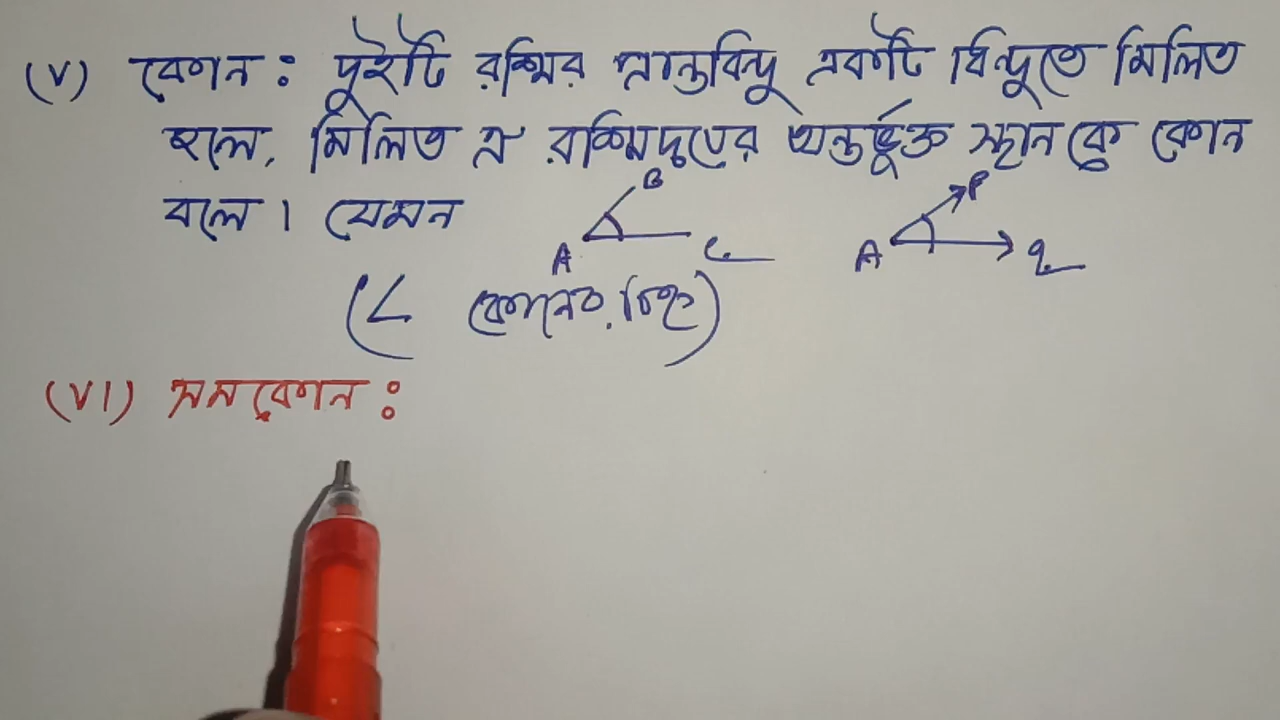 (v) কোন : দুইটি রশ্মির প্রান্তবিন্দু একটি বিন্দুতে মিলিত
হলে, মিলিত ঐ রশ্মিদ্বয়ের অন্তর্ভুক্ত স্থানকে কোন
বলে। যেমন
B
A C
P
A q
(∠ কোনের চিহ্ন)
(VI) সমকোন :